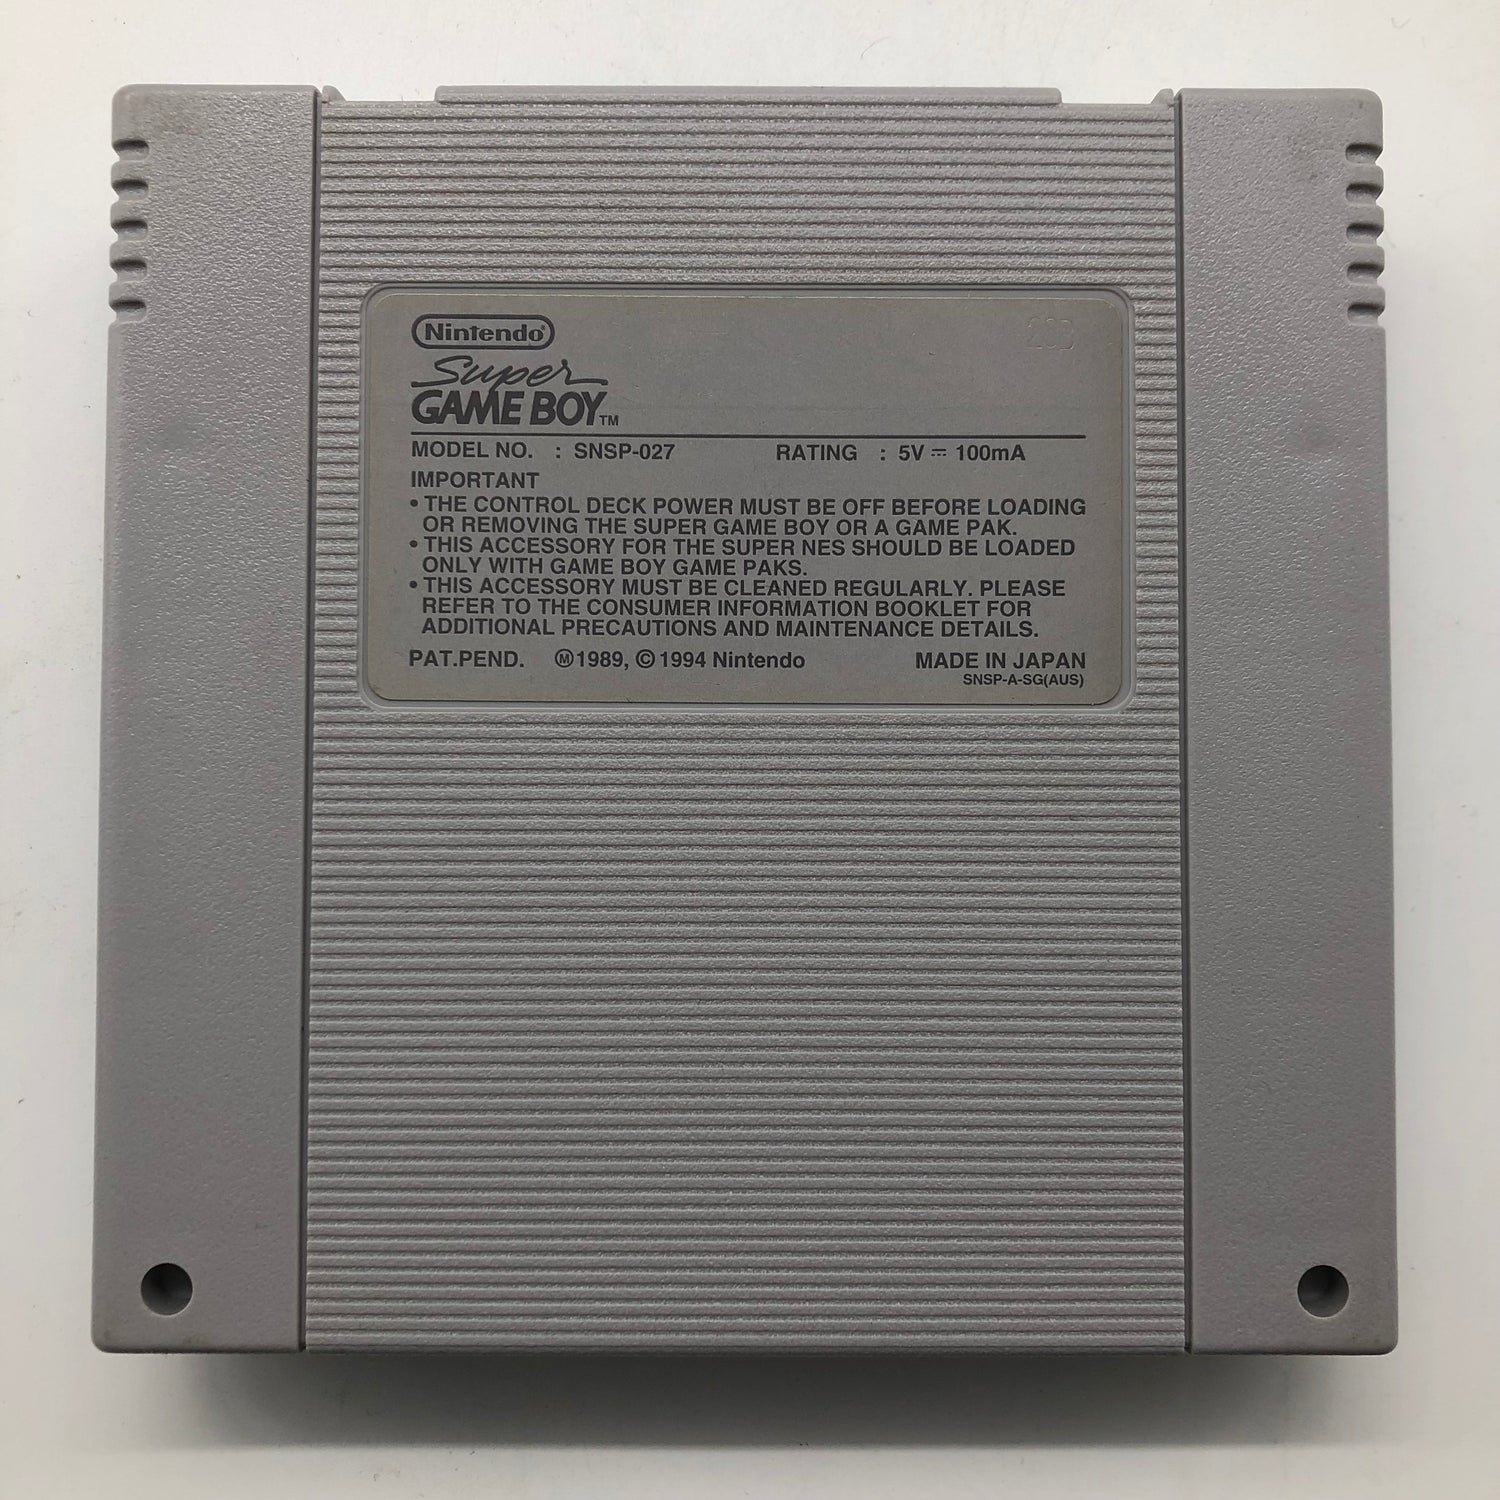 Nintendo®
Super
GAME BOY™
MODEL NO. : SNSP-027 RATING : 5V ⎓ 100mA
IMPORTANT
• THE CONTROL DECK POWER MUST BE OFF BEFORE LOADING
OR REMOVING THE SUPER GAME BOY OR A GAME PAK.
• THIS ACCESSORY FOR THE SUPER NES SHOULD BE LOADED
ONLY WITH GAME BOY GAME PAKS.
• THIS ACCESSORY MUST BE CLEANED REGULARLY. PLEASE
REFER TO THE CONSUMER INFORMATION BOOKLET FOR
ADDITIONAL PRECAUTIONS AND MAINTENANCE DETAILS.
PAT.PEND. Ⓜ1989, ©1994 Nintendo MADE IN JAPAN
SNSP-A-SG(AUS)